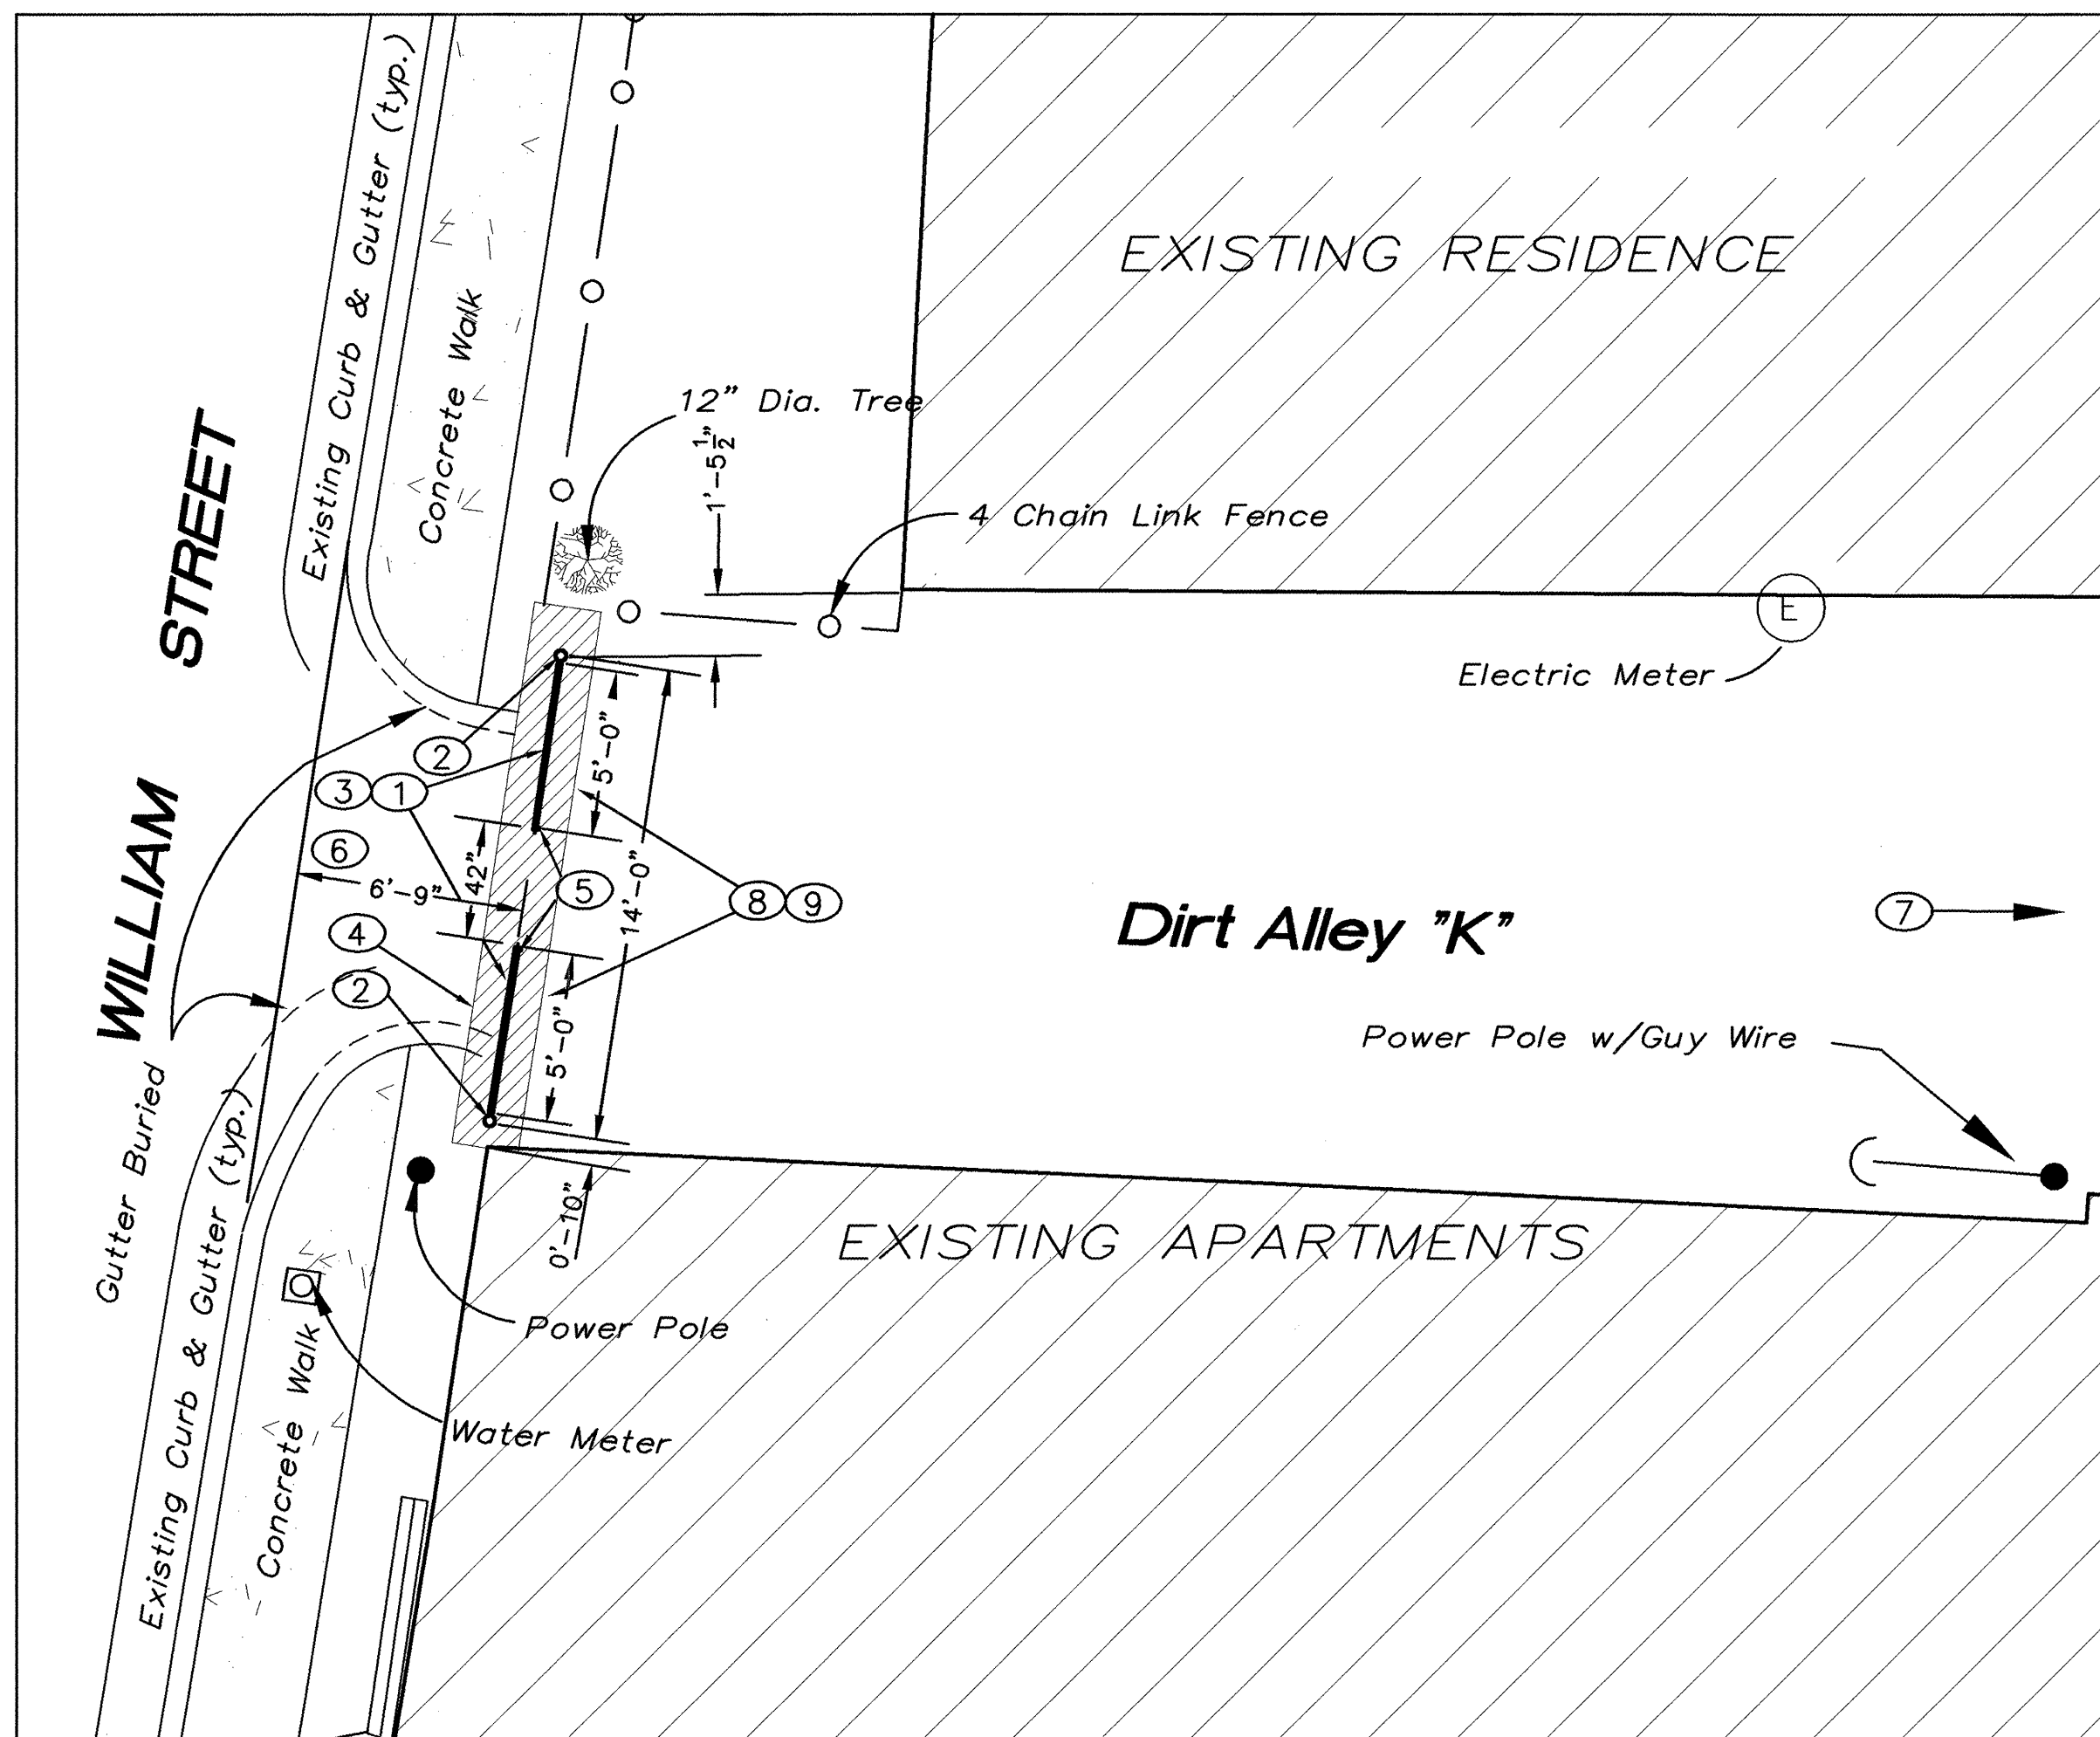 Existing Curb & Gutter (typ.)
Concrete Walk
EXISTING RESIDENCE
12" Dia. Tree
1'-5 1/2"
4 Chain Link Fence
STREET
WILLIAM
E
Electric Meter
2
3
1
5'-0"
6
42"
6'-9"
5
14'-0"
8
9
4
2
Dirt Alley "K"
7
5'-0"
Power Pole w/Guy Wire
Gutter Buried
0'-10"
EXISTING APARTMENTS
Power Pole
Existing Curb & Gutter (typ.)
Concrete Walk
Water Meter